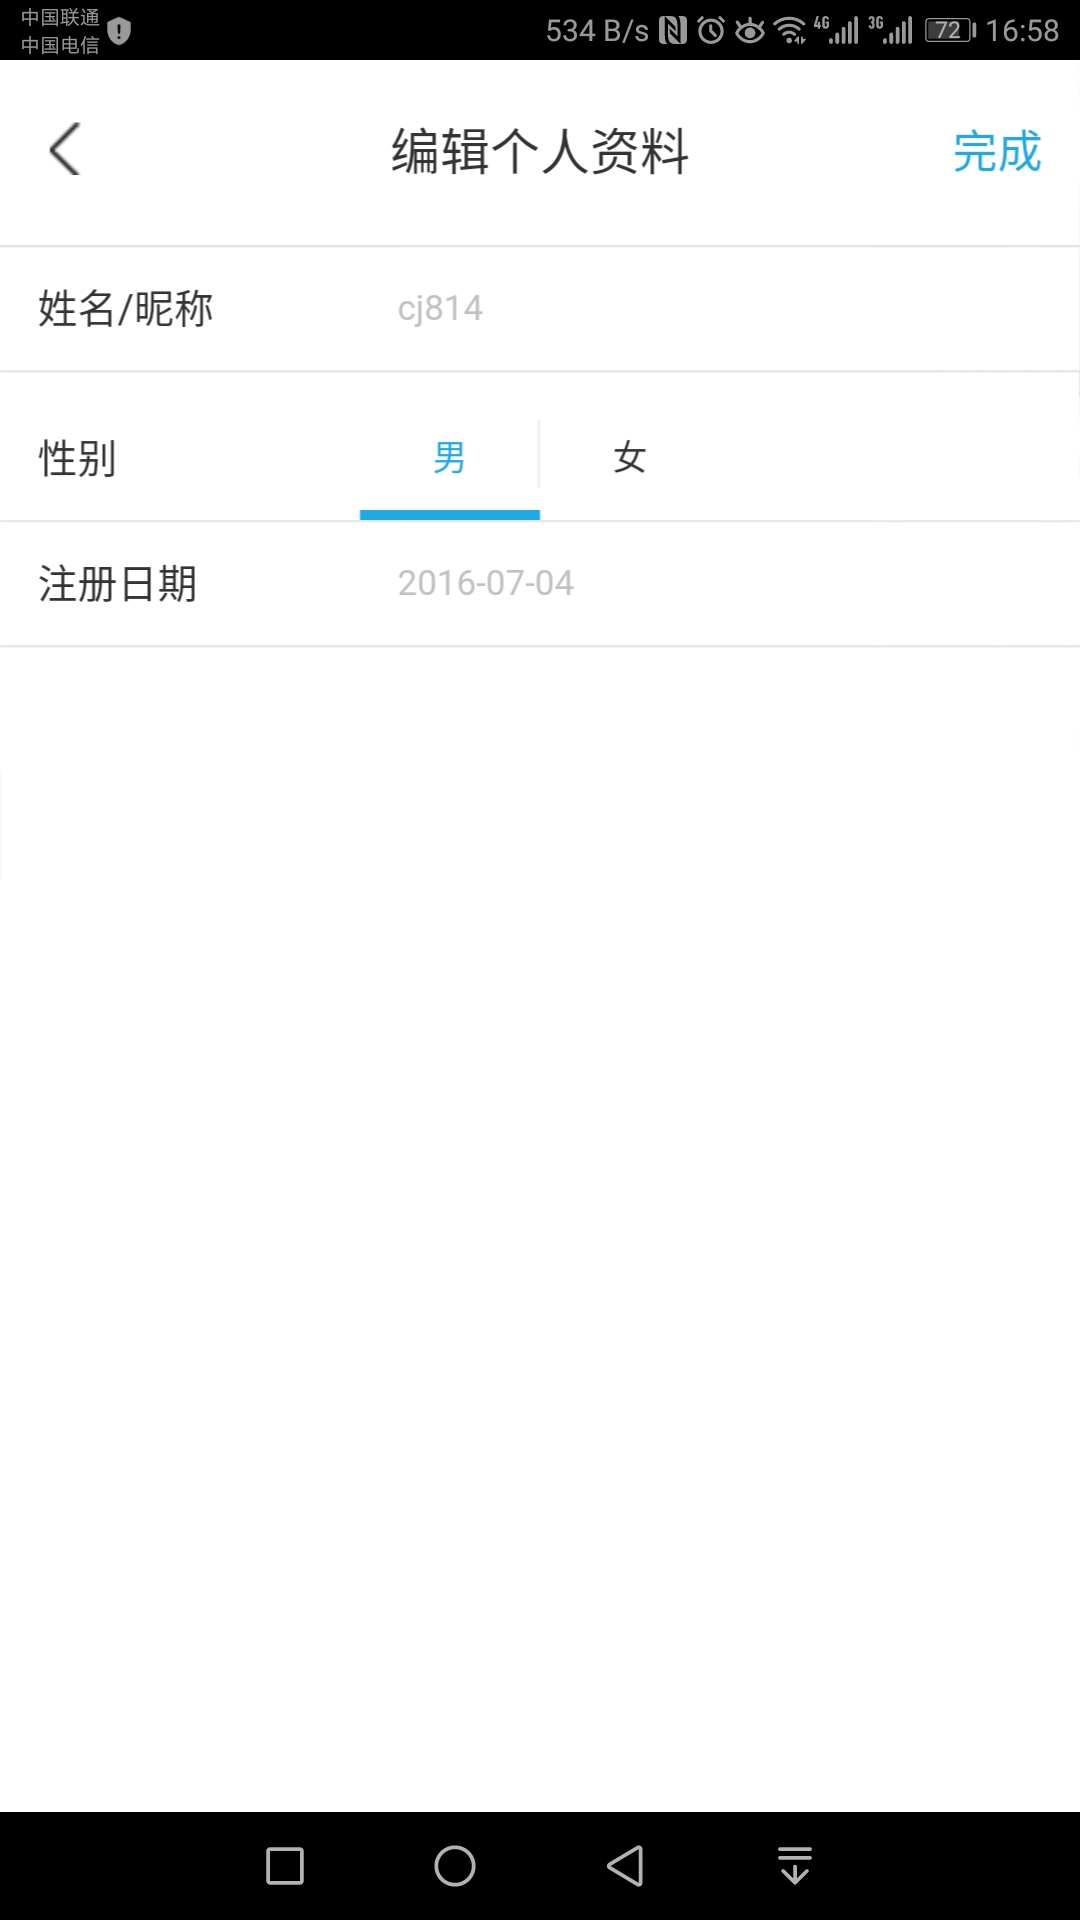 中国联通
中国电信
534 B/s 4G 3G 72 16:58
编辑个人资料 完成
姓名/昵称 cj814
性别 男 女
注册日期 2016-07-04